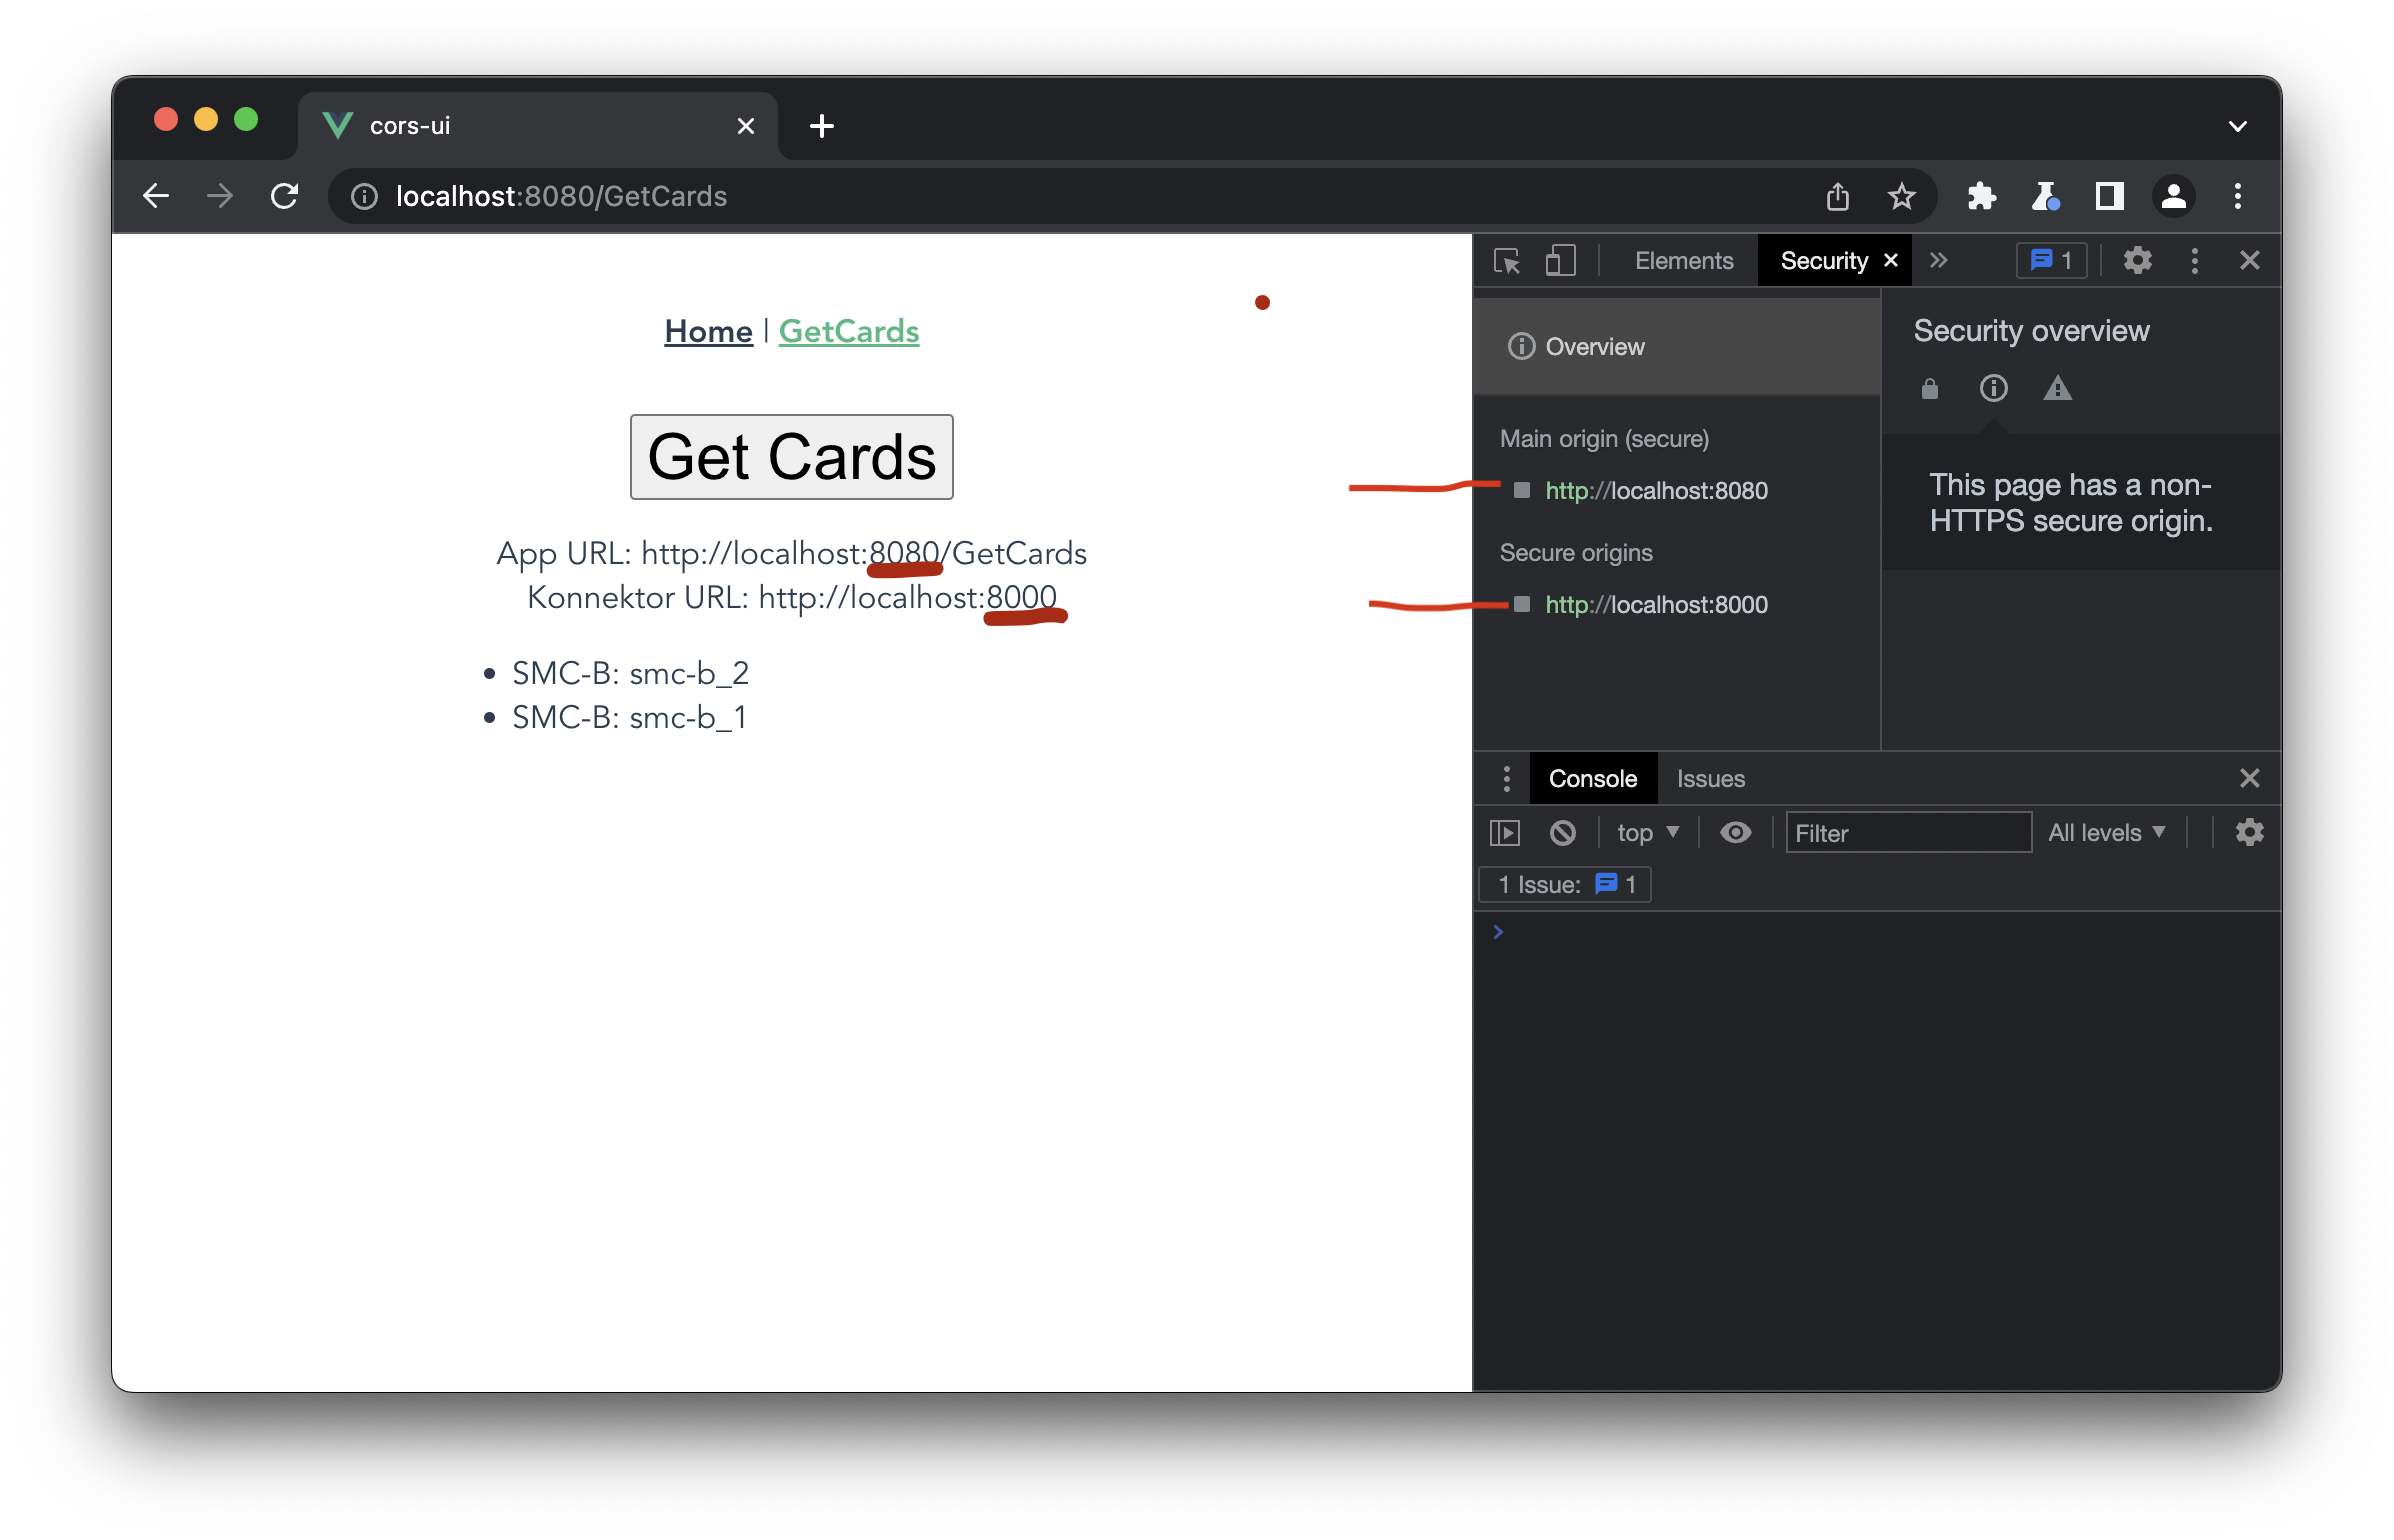 cors-ui
localhost:8080/GetCards
Home | GetCards
Get Cards
App URL: http://localhost:8080/GetCards
Konnektor URL: http://localhost:8000
• SMC-B: smc-b_2
• SMC-B: smc-b_1
Elements Security 1
Overview
Main origin (secure)
http://localhost:8080
Secure origins
http://localhost:8000
Security overview
This page has a non-
HTTPS secure origin.
Console Issues
top Filter All levels
1 Issue: 1